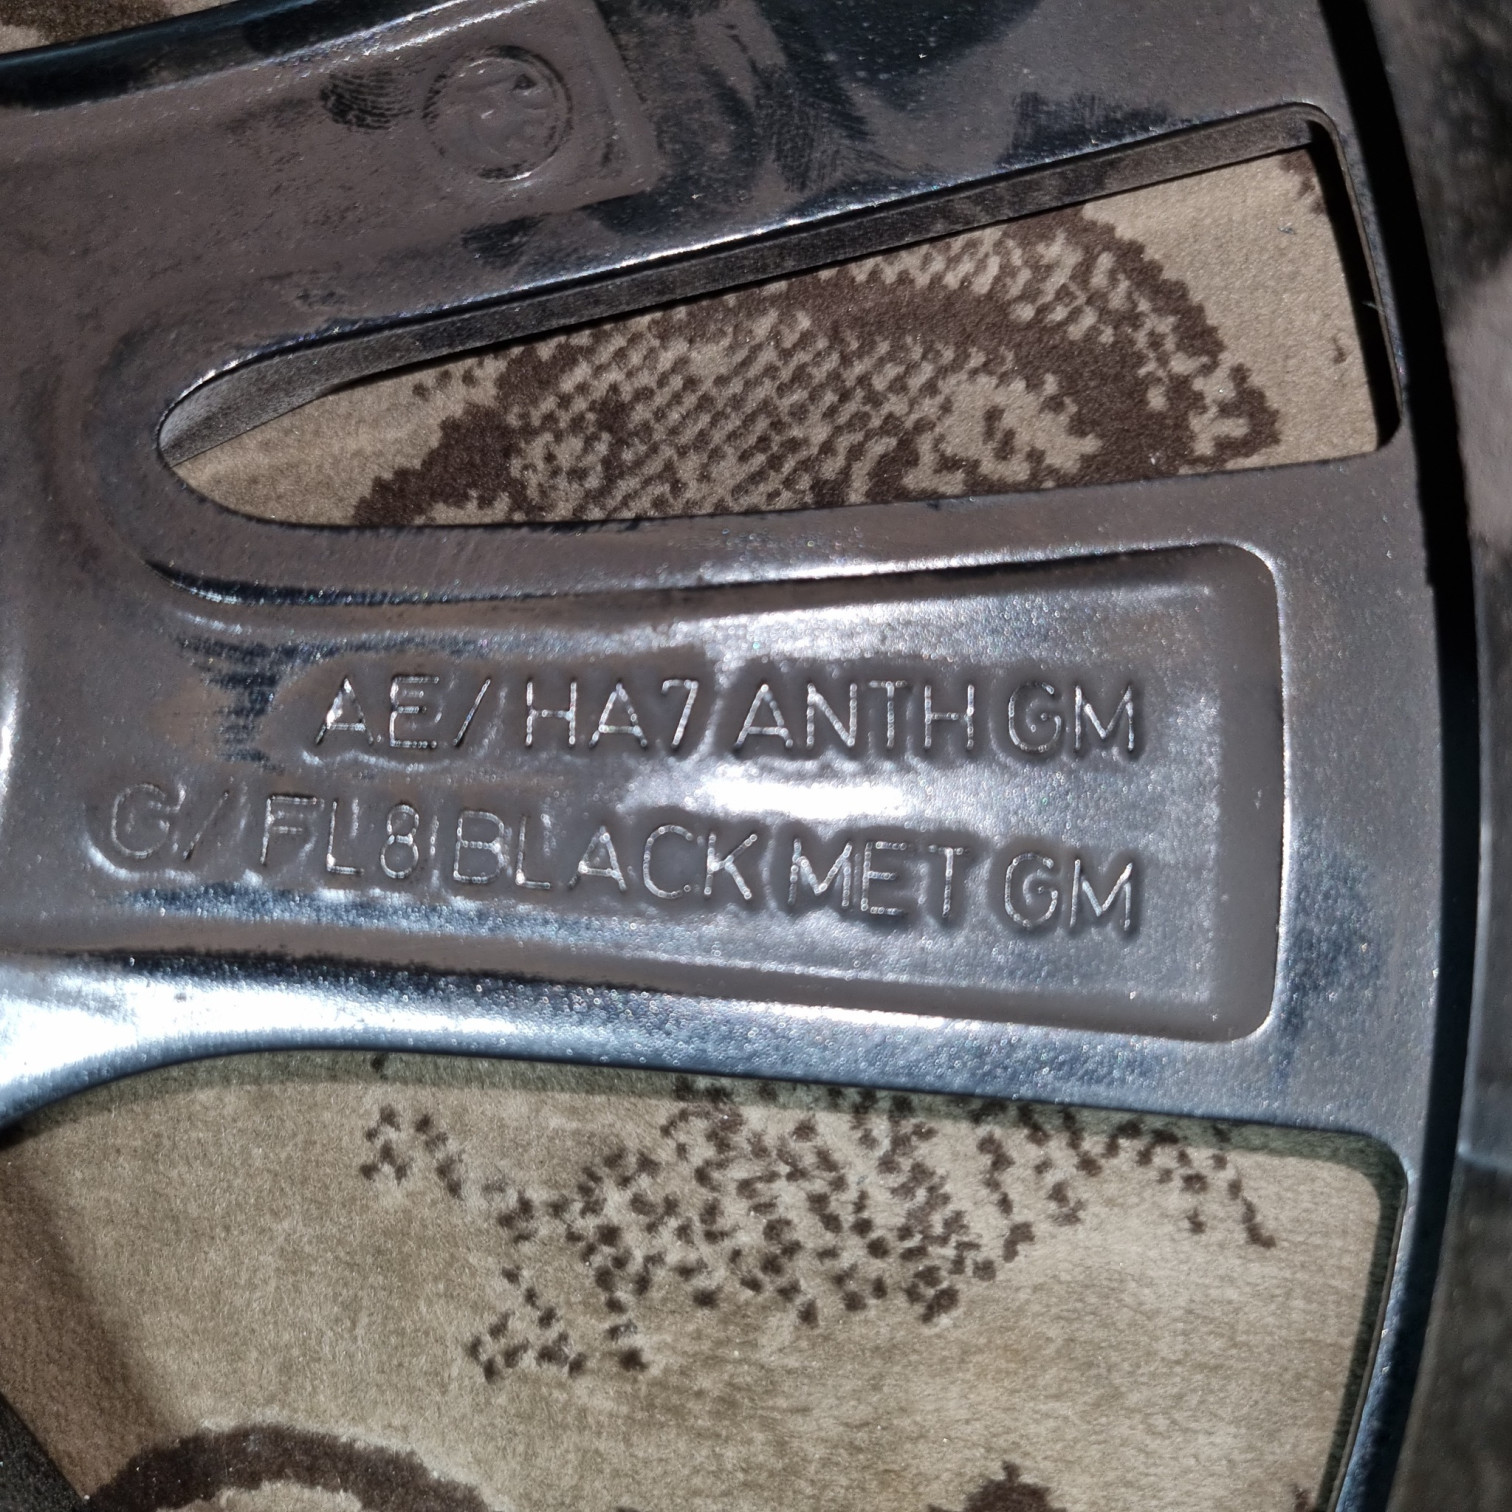 AE/ HA7 ANTH GM
G/ FL8 BLACK MET GM